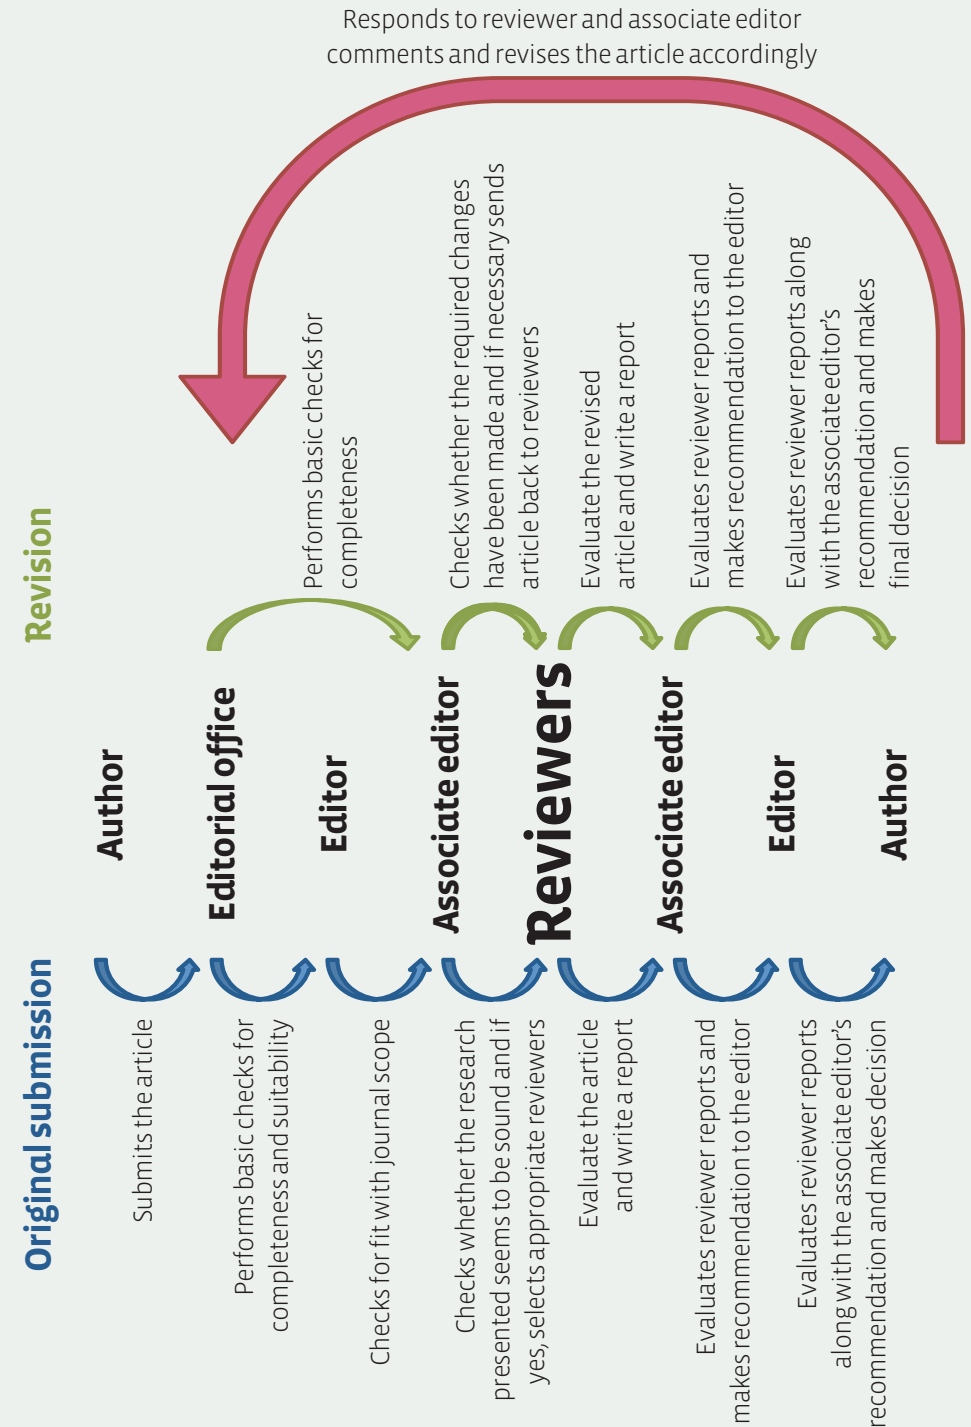 Responds to reviewer and associate editor
comments and revises the article accordingly
Original submission
Revision
Author
Submits the article
Editorial office
Performs basic checks for
completeness and suitability
Performs basic checks for
completeness
Editor
Checks for fit with journal scope
Associate editor
Checks whether the research
presented seems to be sound and if
yes, selects appropriate reviewers
Checks whether the required changes
have been made and if necessary sends
article back to reviewers
Reviewers
Evaluate the article
and write a report
Evaluate the revised
article and write a report
Associate editor
Evaluates reviewer reports and
makes recommendation to the editor
Evaluates reviewer reports and
makes recommendation to the editor
Editor
Evaluates reviewer reports
along with the associate editor’s
recommendation and makes decision
Evaluates reviewer reports along
with the associate editor’s
recommendation and makes
final decision
Author